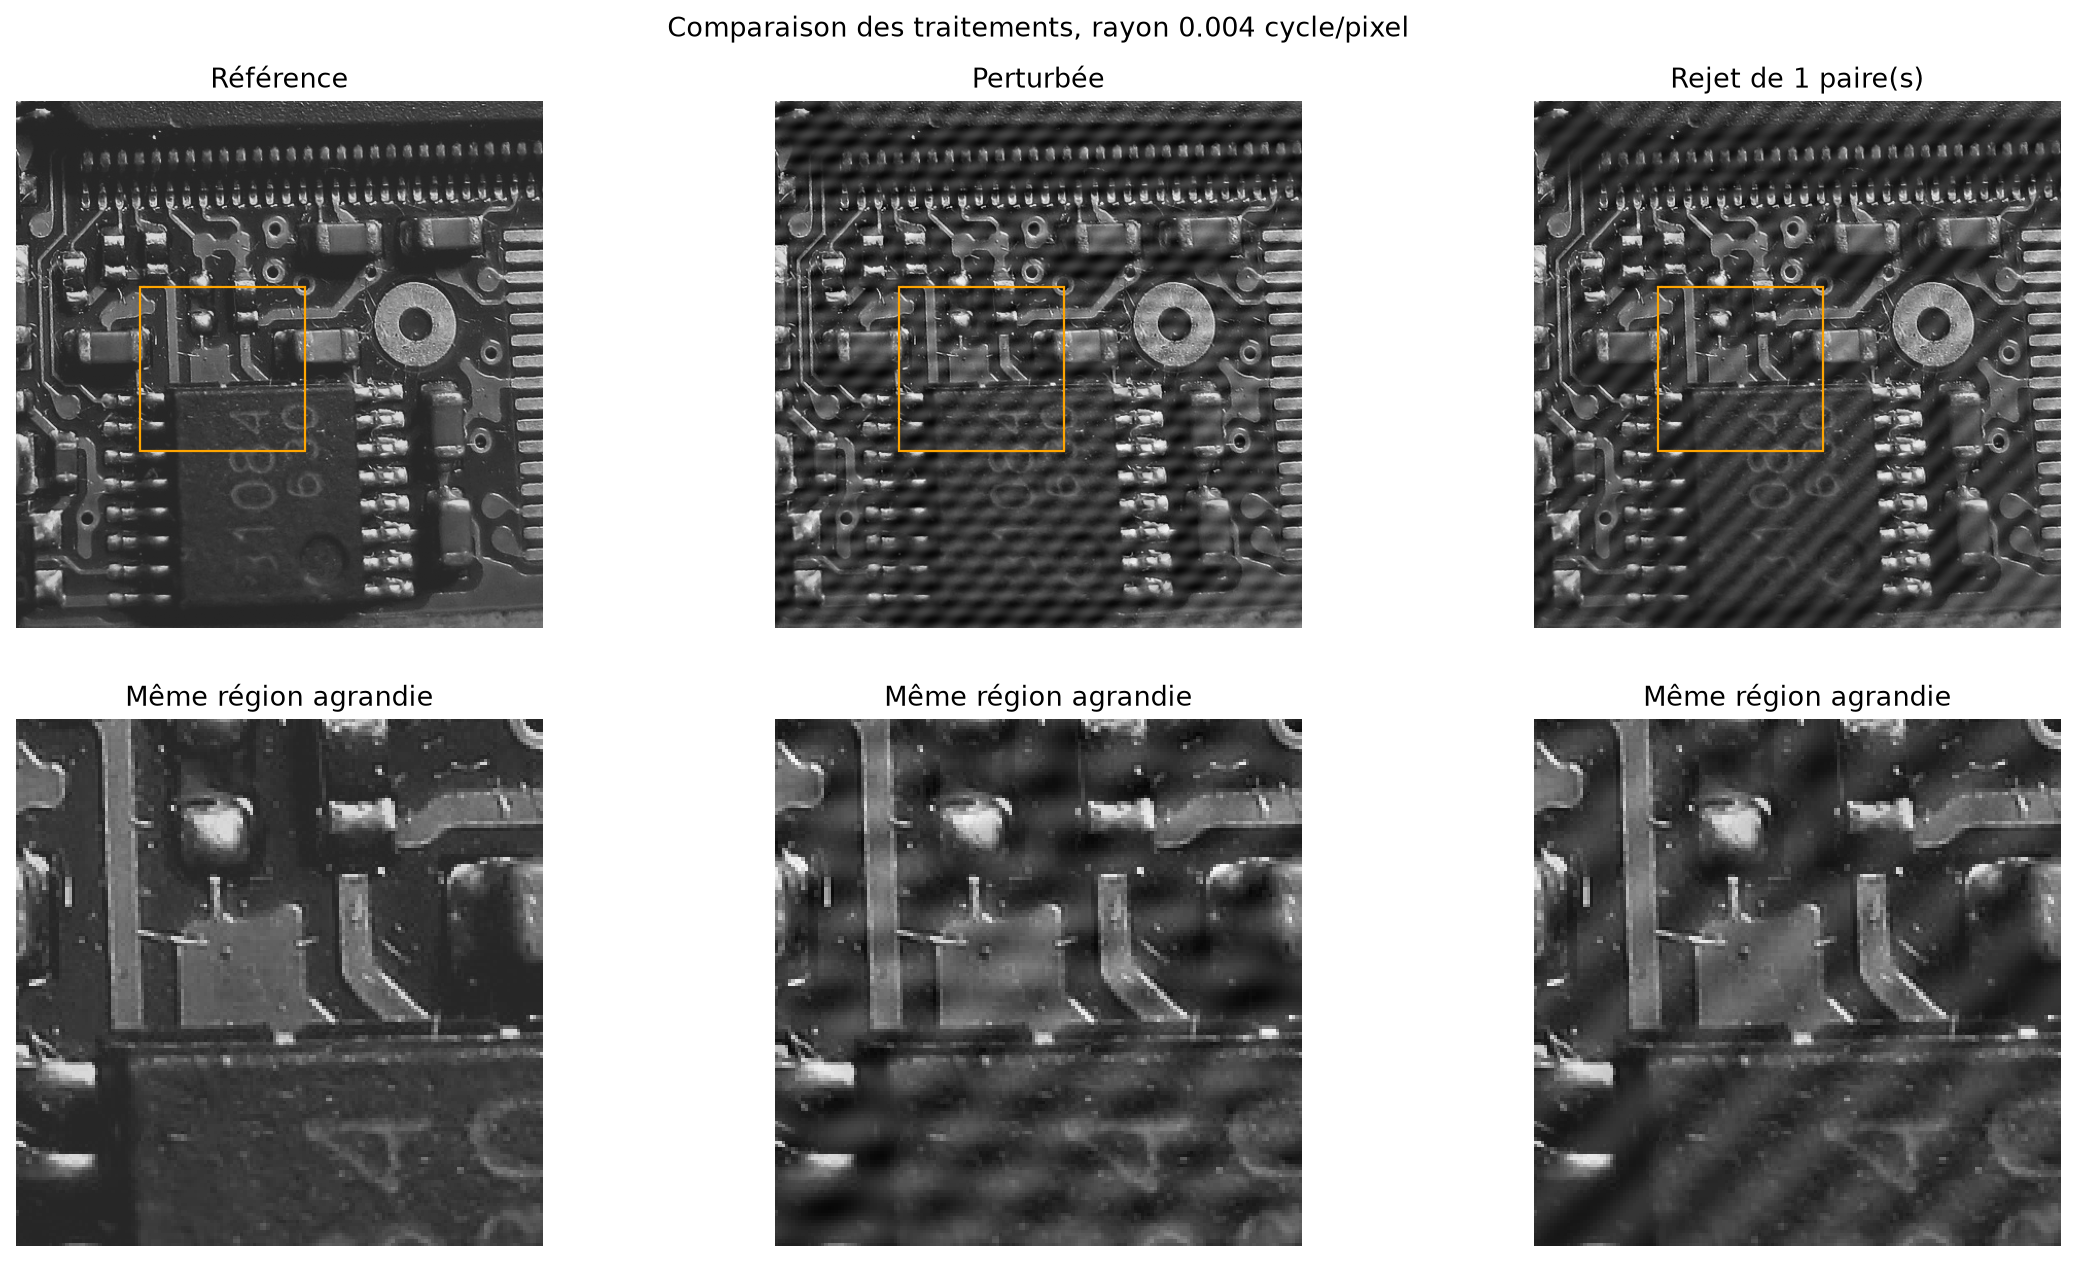 Comparaison des traitements, rayon 0.004 cycle/pixel
Référence
Perturbée
Rejet de 1 paire(s)
Même région agrandie
Même région agrandie
Même région agrandie